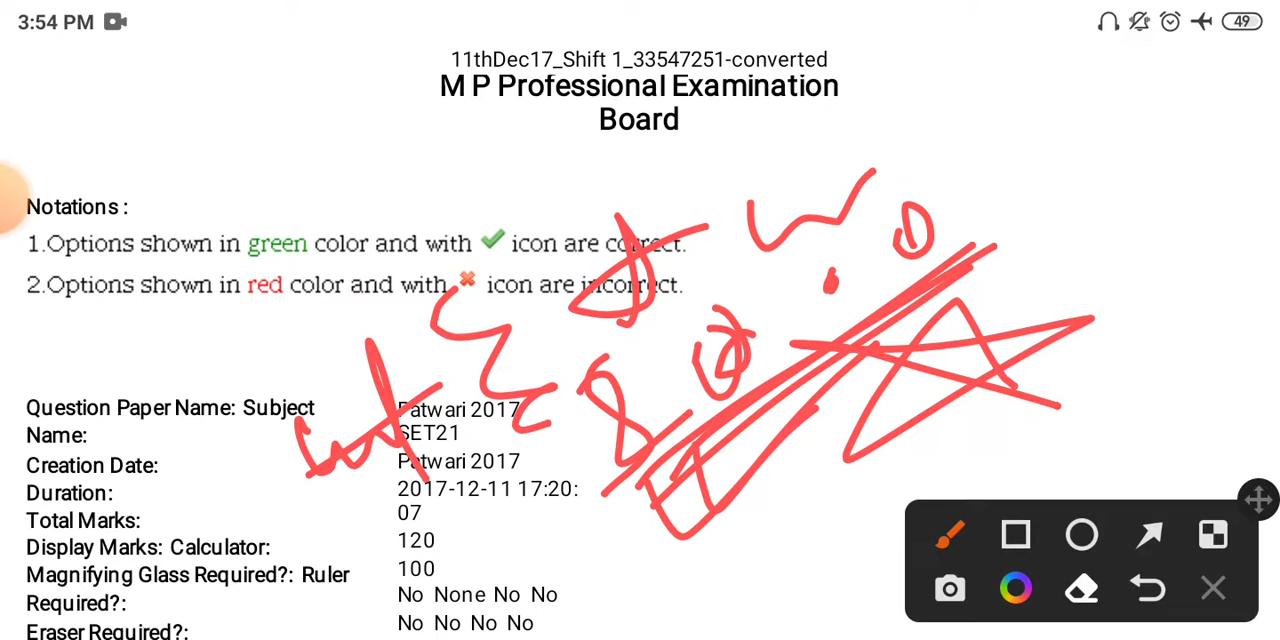 3:54 PM
49
11thDec17_Shift 1_33547251-converted
M P Professional Examination
Board
Notations :
1.Options shown in green color and with icon are correct.
2.Options shown in red color and with icon are incorrect.
Question Paper Name: Subject
Name:
Creation Date:
Duration:
Total Marks:
Display Marks: Calculator:
Magnifying Glass Required?: Ruler
Required?:
Eraser Required?:
Patwari 2017
SET21
Patwari 2017
2017-12-11 17:20:
07
120
100
No None No No
No No No No